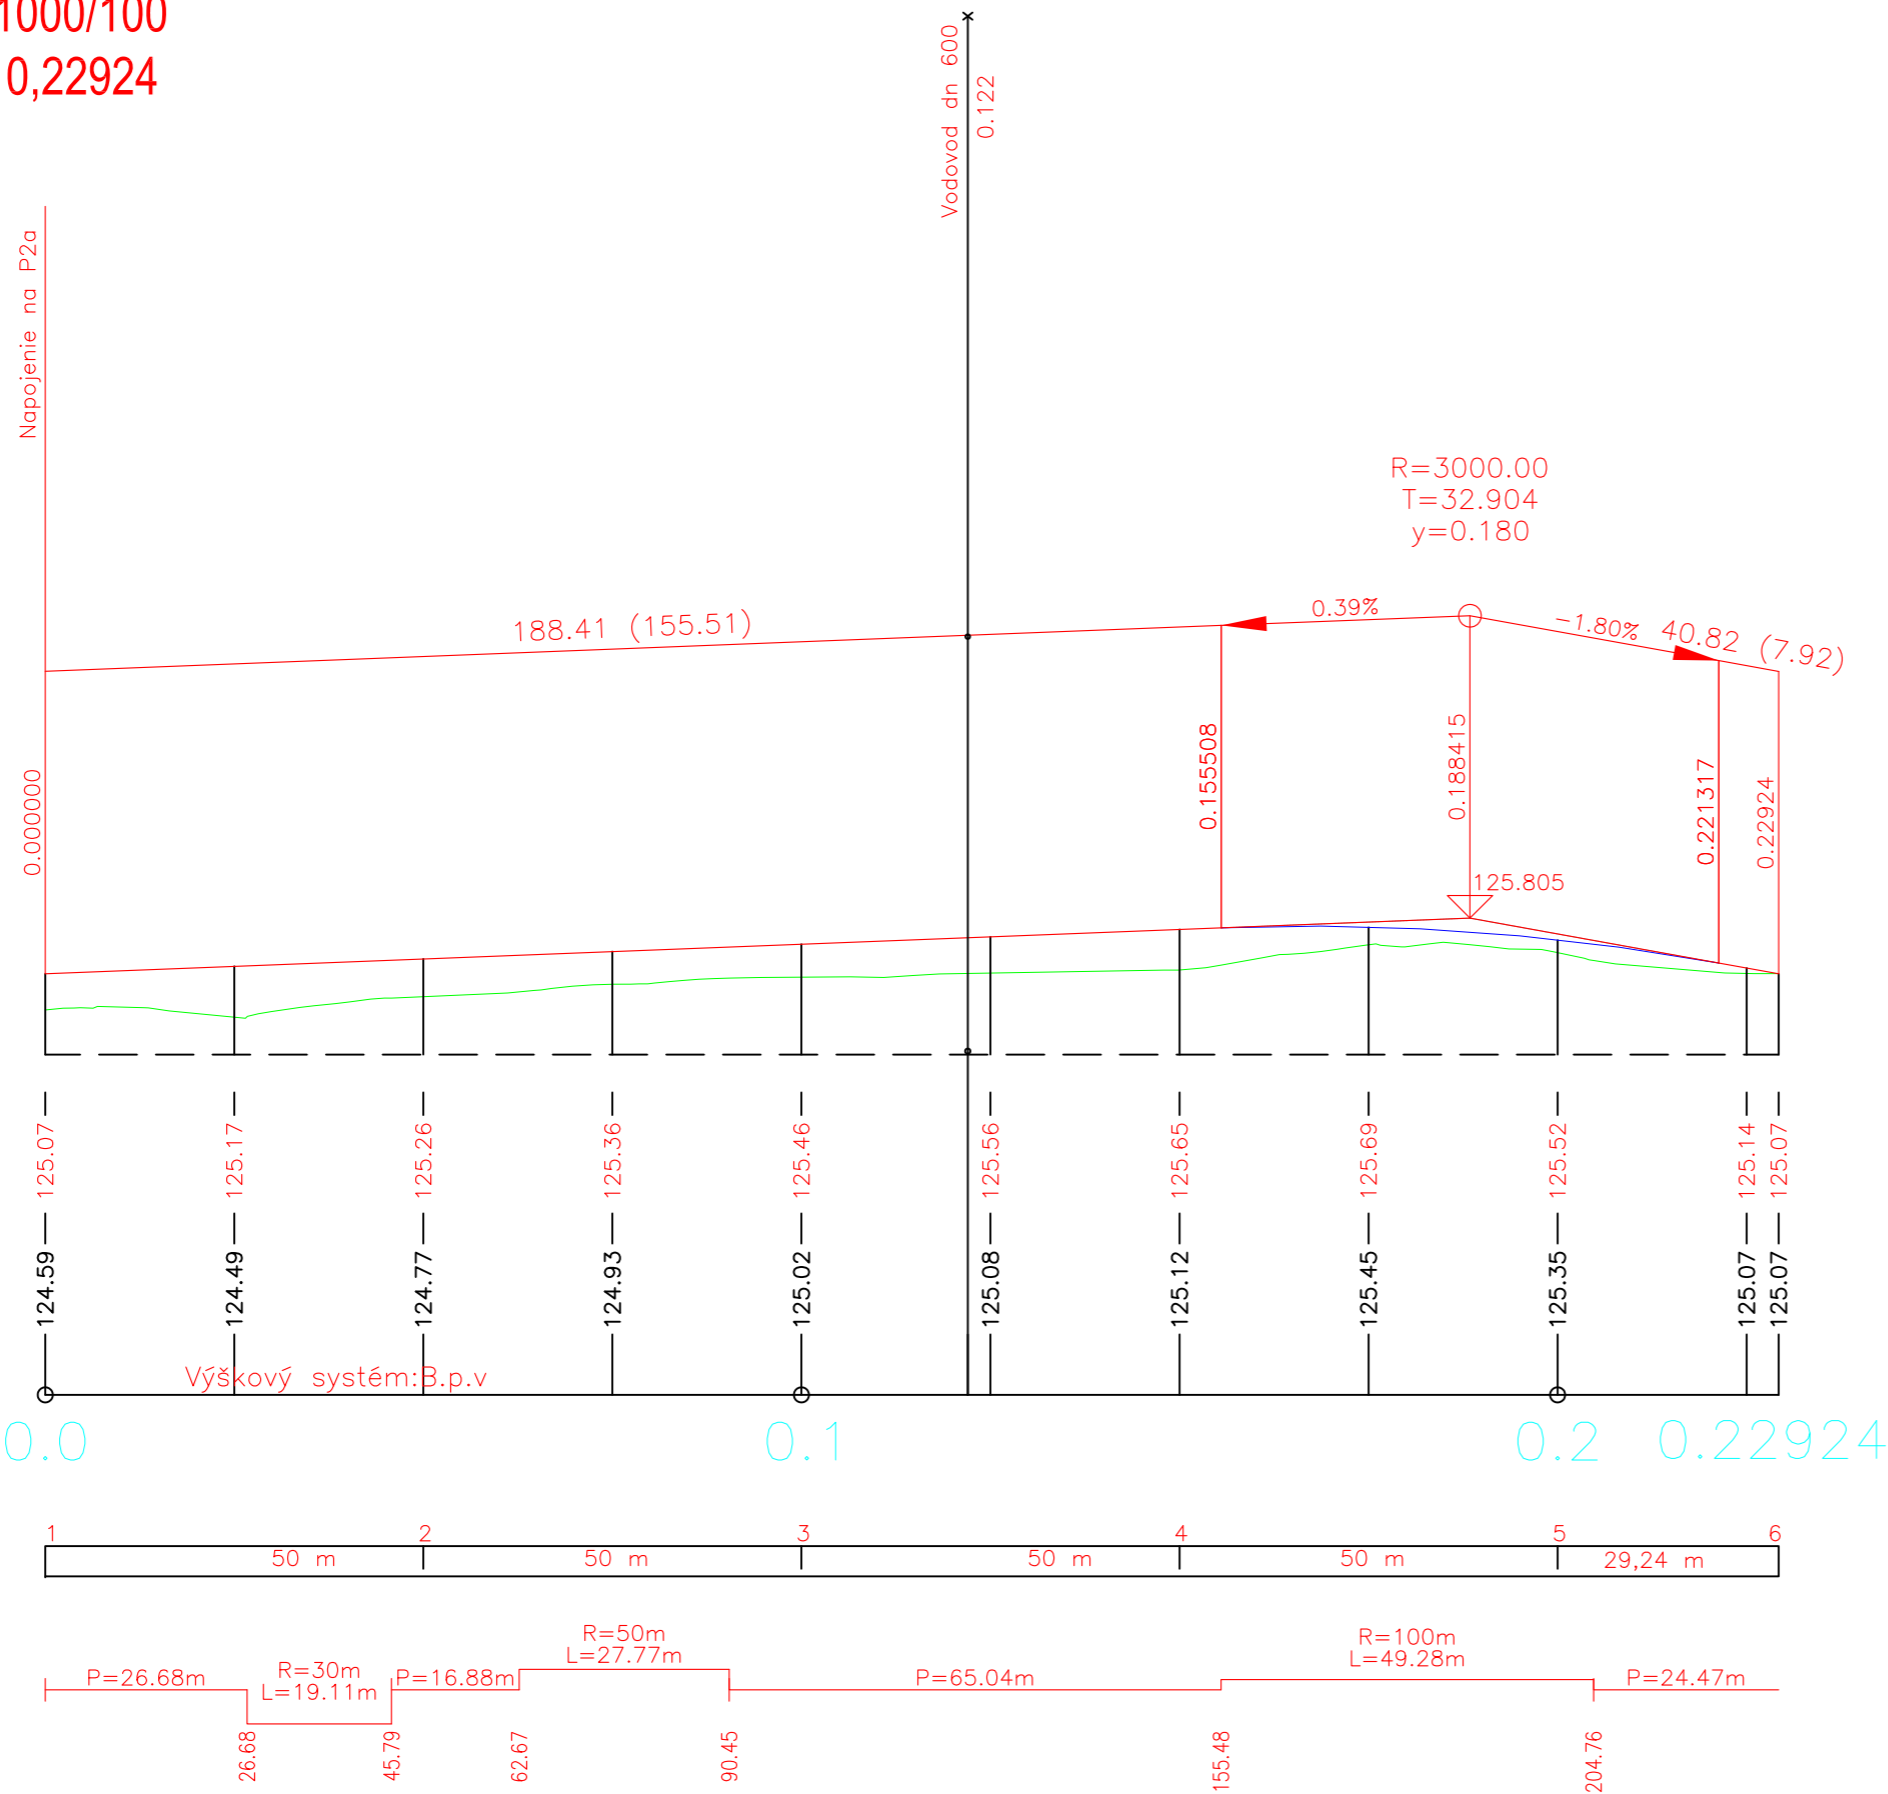 1000/100
0,22924
Vodovod dn 600
0.122
Napojenie na P2a
R=3000.00
T=32.904
y=0.180
188.41 (155.51)
0.39%
-1.80%
40.82 (7.92)
0.000000
0.155508
0.188415
0.221317
0.22924
125.805
125.07
125.17
125.26
125.36
125.46
125.56
125.65
125.69
125.52
125.14
125.07
124.59
124.49
124.77
124.93
125.02
125.08
125.12
125.45
125.35
125.07
125.07
Výškový systém:B.p.v
0.0
0.1
0.2
0.22924
1
2
3
4
5
6
50 m
50 m
50 m
50 m
29,24 m
P=26.68m
R=30m
L=19.11m
P=16.88m
R=50m
L=27.77m
P=65.04m
R=100m
L=49.28m
P=24.47m
26.68
45.79
62.67
90.45
155.48
204.76